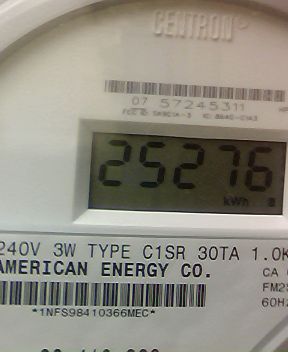 CENTRON®
07 57245311
25276
kWh
240V 3W TYPE C1SR 30TA 1.0K
AMERICAN ENERGY CO.
CA
FM2S
60HZ
*1NFS98410366MEC*